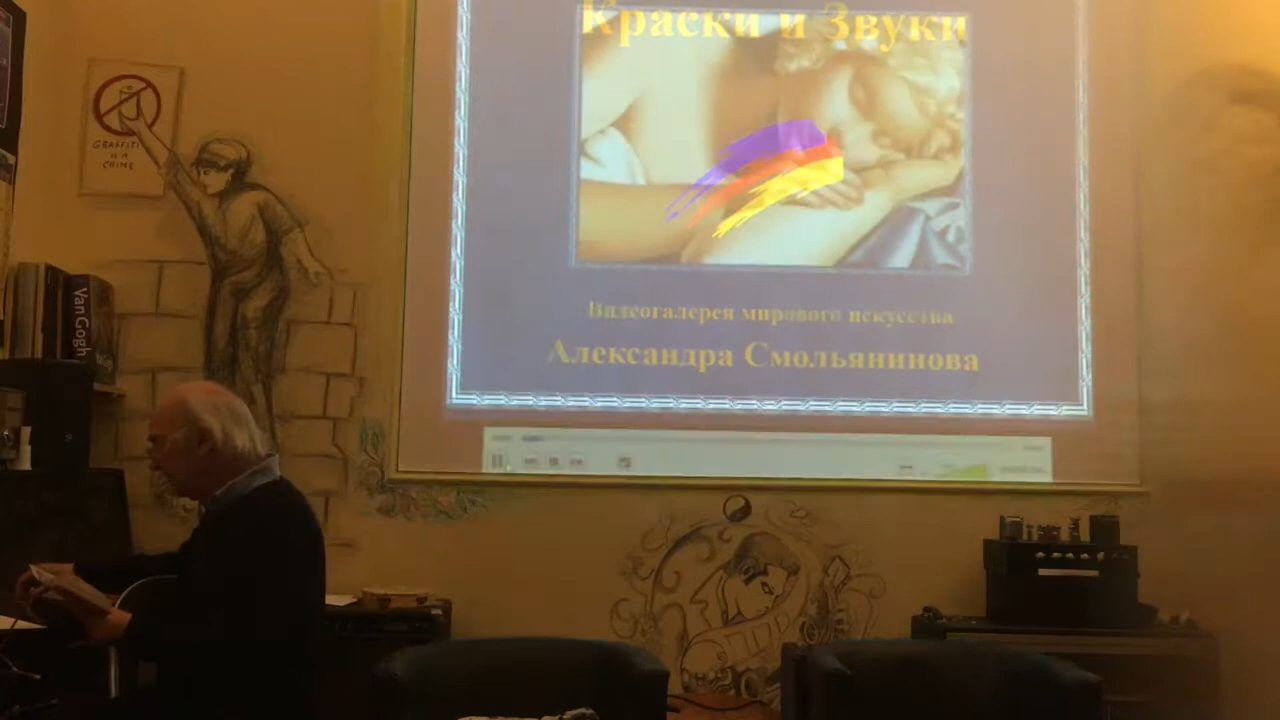 Краски и Звуки
GRAFFITI
IS A
CRIME
Van Gogh
Видеогалерея мирового искусства
Александра Смольянинова